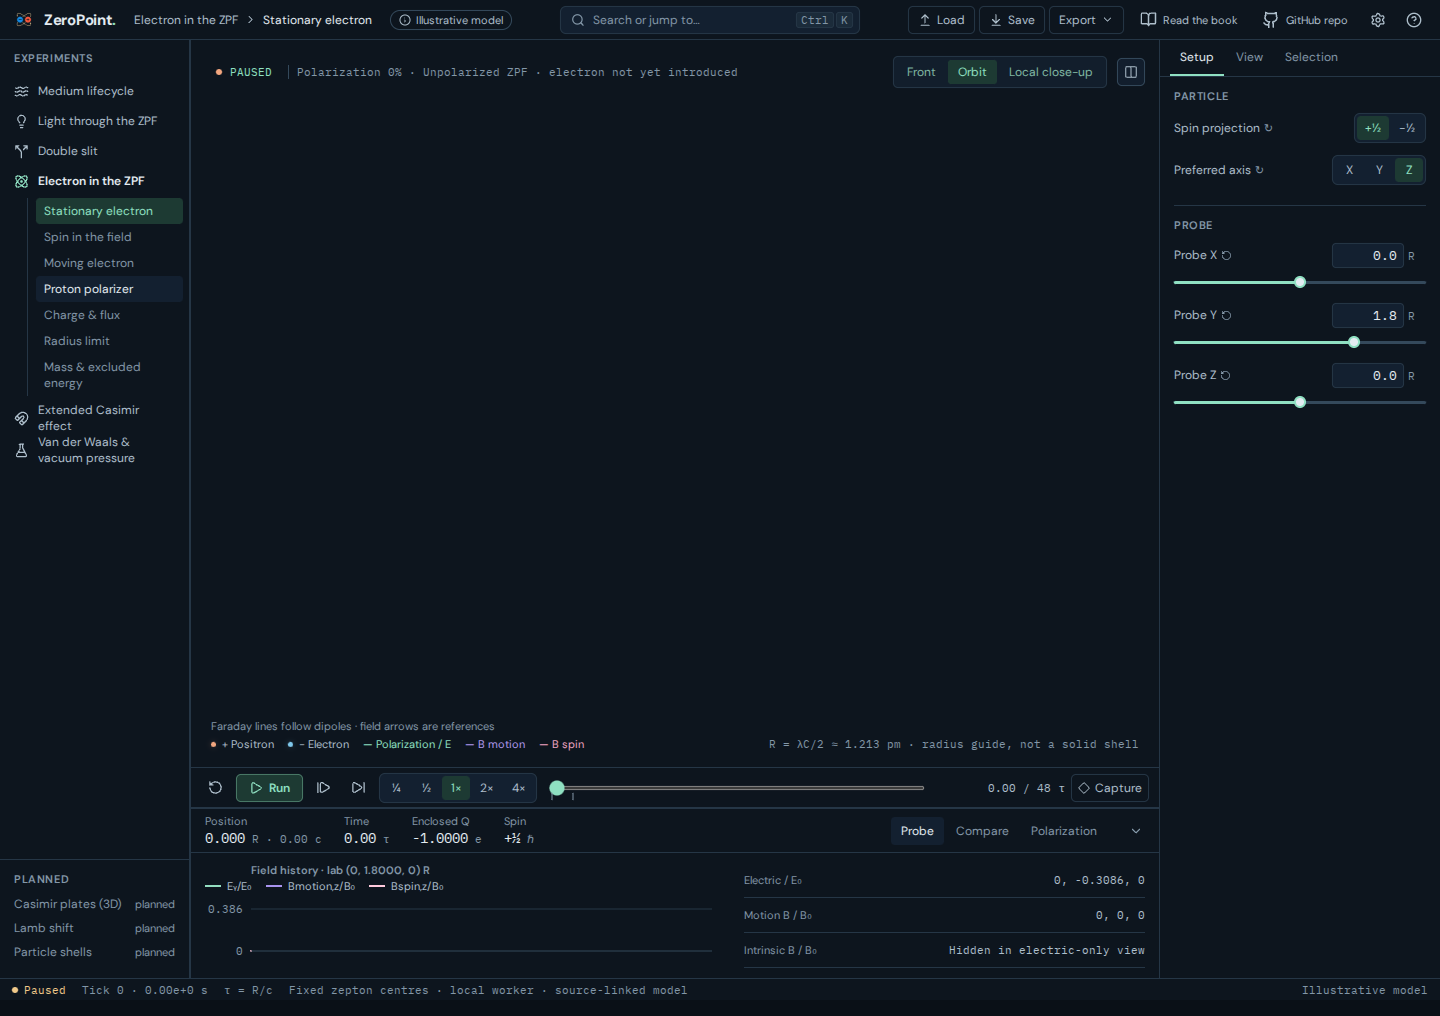 ZeroPoint.
Electron in the ZPF
Stationary electron
Illustrative model
Search or jump to...
Ctrl K
Load
Save
Export
Read the book
GitHub repo
EXPERIMENTS
Medium lifecycle
Light through the ZPF
Double slit
Electron in the ZPF
Stationary electron
Spin in the field
Moving electron
Proton polarizer
Charge & flux
Radius limit
Mass & excluded
energy
Extended Casimir
effect
Van der Waals &
vacuum pressure
PLANNED
Casimir plates (3D) planned
Lamb shift planned
Particle shells planned
PAUSED
Polarization 0% · Unpolarized ZPF · electron not yet introduced
Front Orbit Local close-up
Faraday lines follow dipoles · field arrows are references
+ Positron − Electron Polarization / E B motion B spin
R = λC/2 ≈ 1.213 pm · radius guide, not a solid shell
Run
¼ ½ 1× 2× 4×
0.00 / 48 τ
Capture
Position
0.000 R · 0.00 c
Time
0.00 τ
Enclosed Q
-1.0000 e
Spin
+½ ℏ
Probe Compare Polarization
Field history · lab (0, 1.8000, 0) R
Eᵧ/E₀ Bmotion,z/B₀ Bspin,z/B₀
0.386
0
Electric / E₀ 0, -0.3086, 0
Motion B / B₀ 0, 0, 0
Intrinsic B / B₀ Hidden in electric-only view
Setup View Selection
PARTICLE
Spin projection ↻ +½ −½
Preferred axis ↻ X Y Z
PROBE
Probe X 0.0 R
Probe Y 1.8 R
Probe Z 0.0 R
Paused Tick 0 · 0.00e+0 s τ = R/c Fixed zepton centres · local worker · source-linked model
Illustrative model